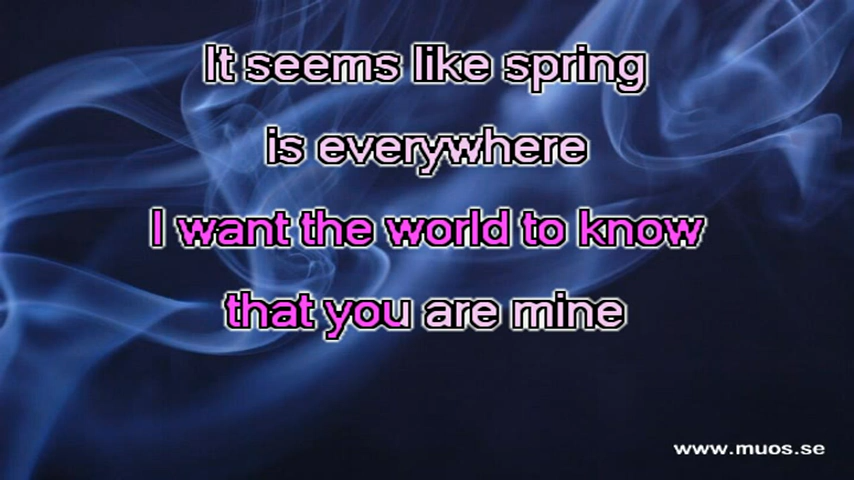 It seems like spring
is everywhere
I want the world to know
that you are mine
www.muos.se